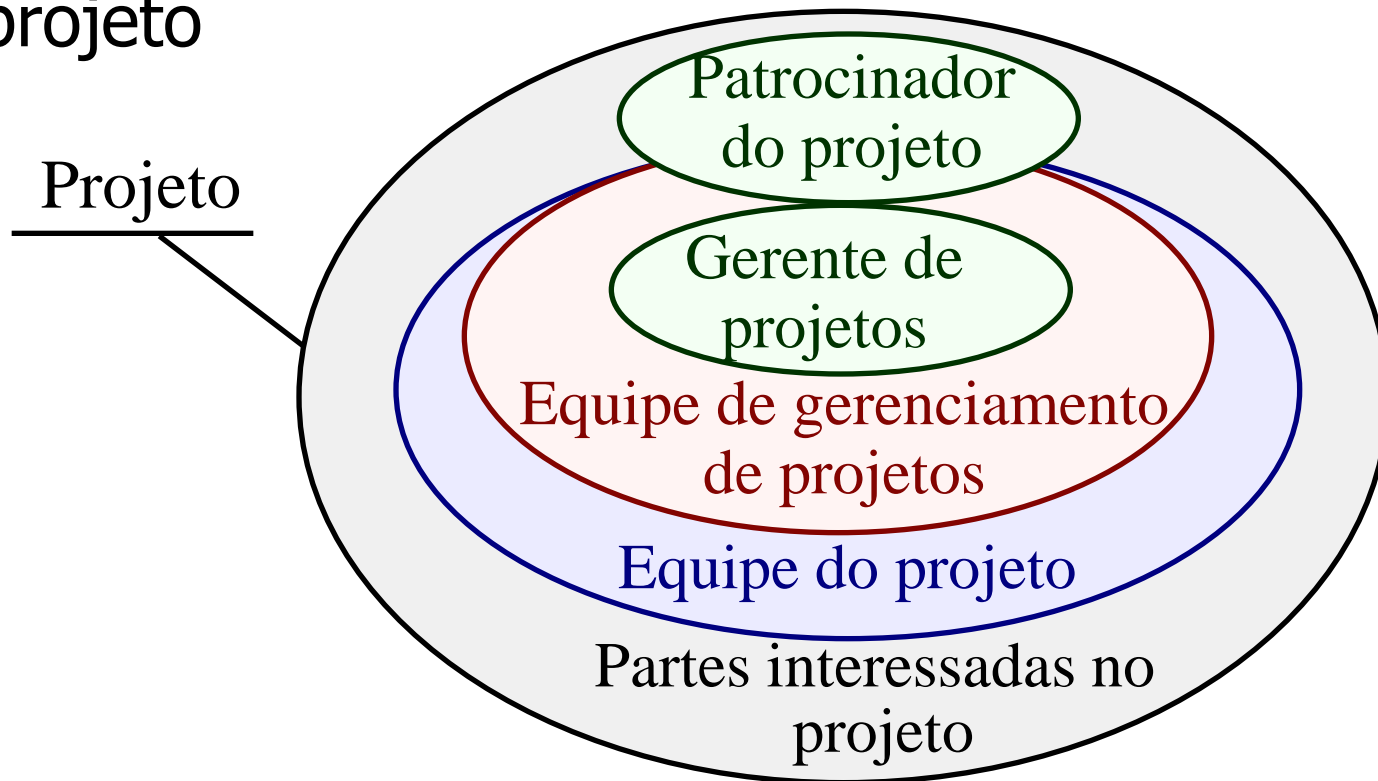 projeto
Projeto
Patrocinador
do projeto
Gerente de
projetos
Equipe de gerenciamento
de projetos
Equipe do projeto
Partes interessadas no
projeto